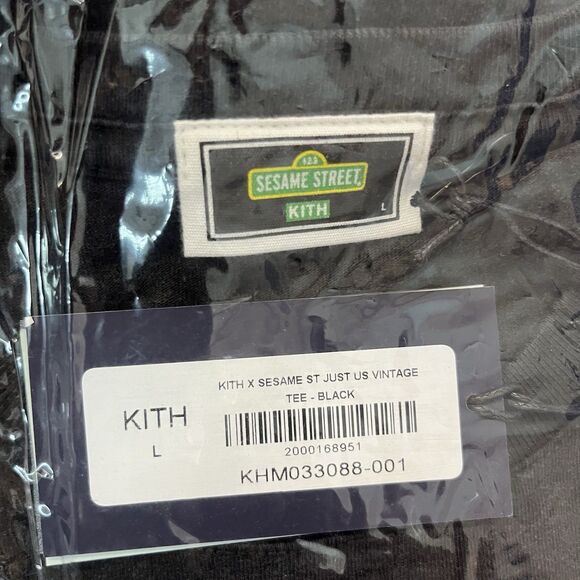 123
SESAME STREET
KITH
L
KITH X SESAME ST JUST US VINTAGE
TEE - BLACK
KITH
L
2000168951
KHM033088-001